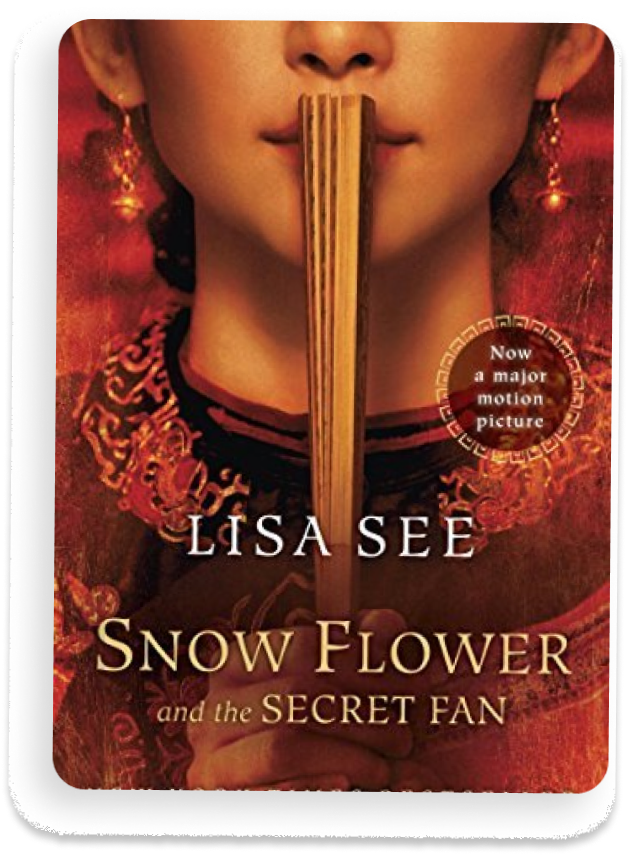 Now
a major
motion
picture
LISA SEE
SNOW FLOWER
and the SECRET FAN